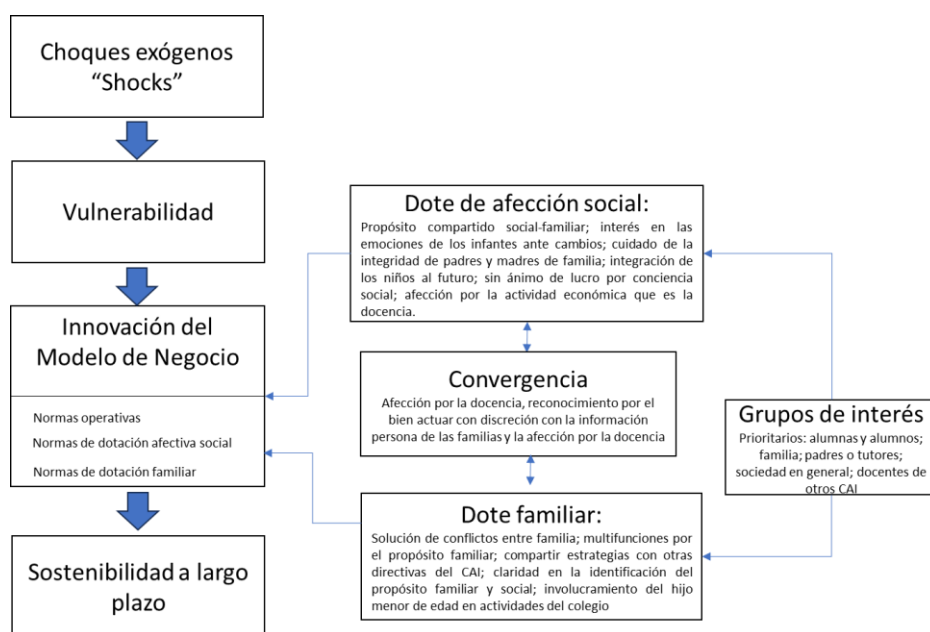 Choques exógenos
“Shocks”
Vulnerabilidad
Innovación del
Modelo de Negocio
Normas operativas
Normas de dotación afectiva social
Normas de dotación familiar
Sostenibilidad a largo
plazo
Dote de afección social:
Propósito compartido social-familiar; interés en las
emociones de los infantes ante cambios; cuidado de la
integridad de padres y madres de familia; integración de
los niños al futuro; sin ánimo de lucro por conciencia
social; afección por la actividad económica que es la
docencia.
Convergencia
Afección por la docencia, reconocimiento por el
bien actuar con discreción con la información
persona de las familias y la afección por la docencia
Dote familiar:
Solución de conflictos entre familia; multifunciones por
el propósito familiar; compartir estrategias con otras
directivas del CAI; claridad en la identificación del
propósito familiar y social; involucramiento del hijo
menor de edad en actividades del colegio
Grupos de interés
Prioritarios: alumnas y alumnos;
familia; padres o tutores;
sociedad en general; docentes de
otros CAI